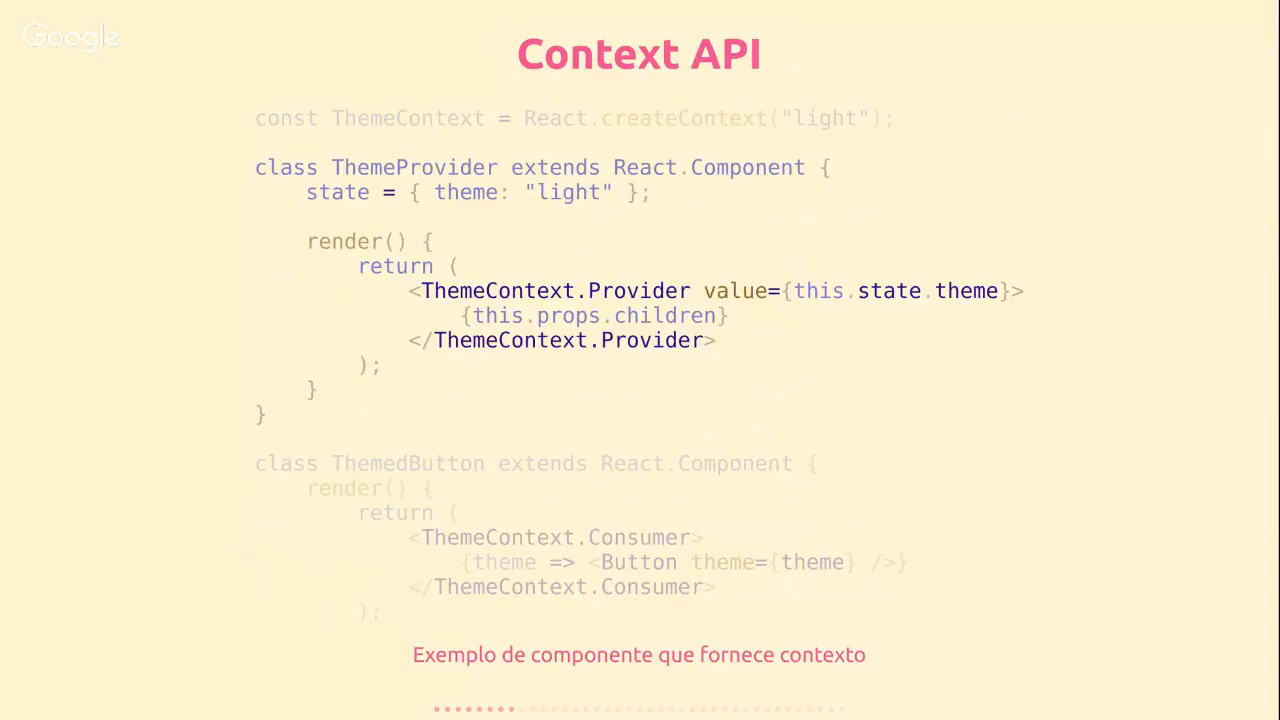 Google
Context API
const ThemeContext = React.createContext("light");
class ThemeProvider extends React.Component {
    state = { theme: "light" };
    render() {
        return (
            <ThemeContext.Provider value={this.state.theme}>
                {this.props.children}
            </ThemeContext.Provider>
        );
    }
}
class ThemedButton extends React.Component {
    render() {
        return (
            <ThemeContext.Consumer>
                {theme => <Button theme={theme} />}
            </ThemeContext.Consumer>
        );
Exemplo de componente que fornece contexto